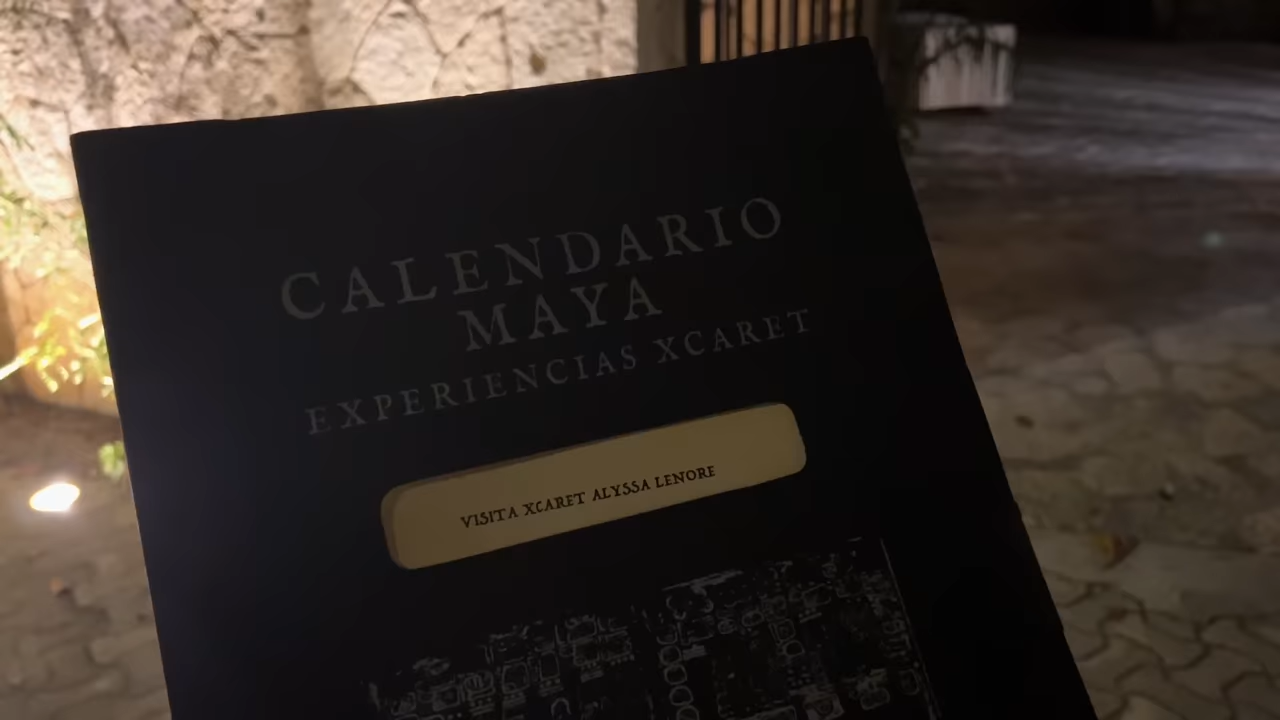 CALENDARIO
MAYA
EXPERIENCIAS XCARET
VISITA XCARET ALYSSA LENORE